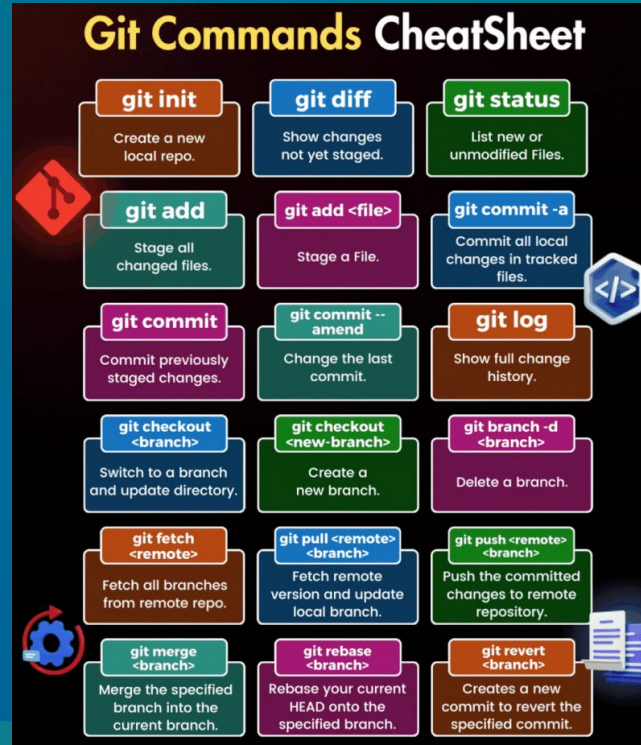 Git Commands CheatSheet
git init
Create a new
local repo.
git diff
Show changes
not yet staged.
git status
List new or
unmodified Files.
git add
Stage all
changed files.
git add <file>
Stage a File.
git commit -a
Commit all local
changes in tracked
files.
</>
git commit
Commit previously
staged changes.
git commit --
amend
Change the last
commit.
git log
Show full change
history.
git checkout
<branch>
Switch to a branch
and update directory.
git checkout
<new-branch>
Create a
new branch.
git branch -d
<branch>
Delete a branch.
git fetch
<remote>
Fetch all branches
from remote repo.
git pull <remote>
<branch>
Fetch remote
version and update
local branch.
git push <remote>
<branch>
Push the committed
changes to remote
repository.
git merge
<branch>
Merge the specified
branch into the
current branch.
git rebase
<branch>
Rebase your current
HEAD onto the
specified branch.
git revert
<branch>
Creates a new
commit to revert the
specified commit.